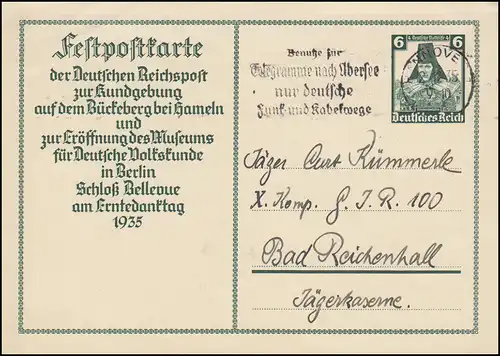 Festpostkarte
der Deutschen Reichspost
zur Kundgebung
auf dem Bückeberg bei Hameln
und
zur Eröffnung des Museums
für Deutsche Volkskunde
in Berlin
Schloß Bellevue
am Erntedanktag
1935
Benutze für
Telegramme nach Übersee
nur deutsche
Funk- und Kabelwege
6 6
Deutsches Reich
Jäger Curt Kümmerle
X. Komp. G. J. R. 100
Bad Reichenhall
Jägerkaserne.